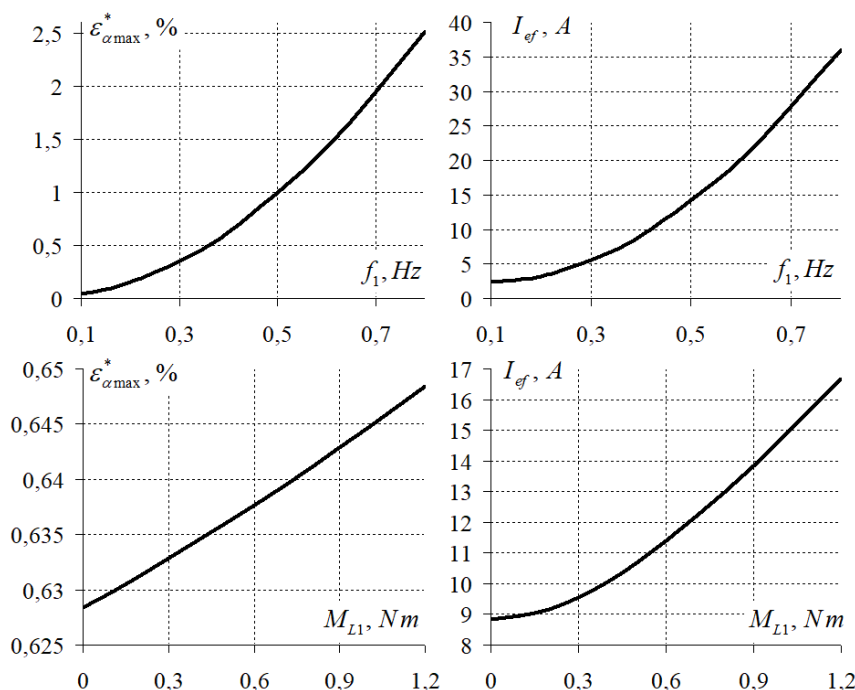 ε*αmax, %
2,5
2
1,5
1
0,5
0
0,1 0,3 0,5 0,7
f1, Hz
Ief, A
40
35
30
25
20
15
10
5
0
0,1 0,3 0,5 0,7
f1, Hz
ε*αmax, %
0,65
0,645
0,64
0,635
0,63
0,625
0 0,3 0,6 0,9 1,2
ML1, Nm
Ief, A
17
16
15
14
13
12
11
10
9
8
0 0,3 0,6 0,9 1,2
ML1, Nm